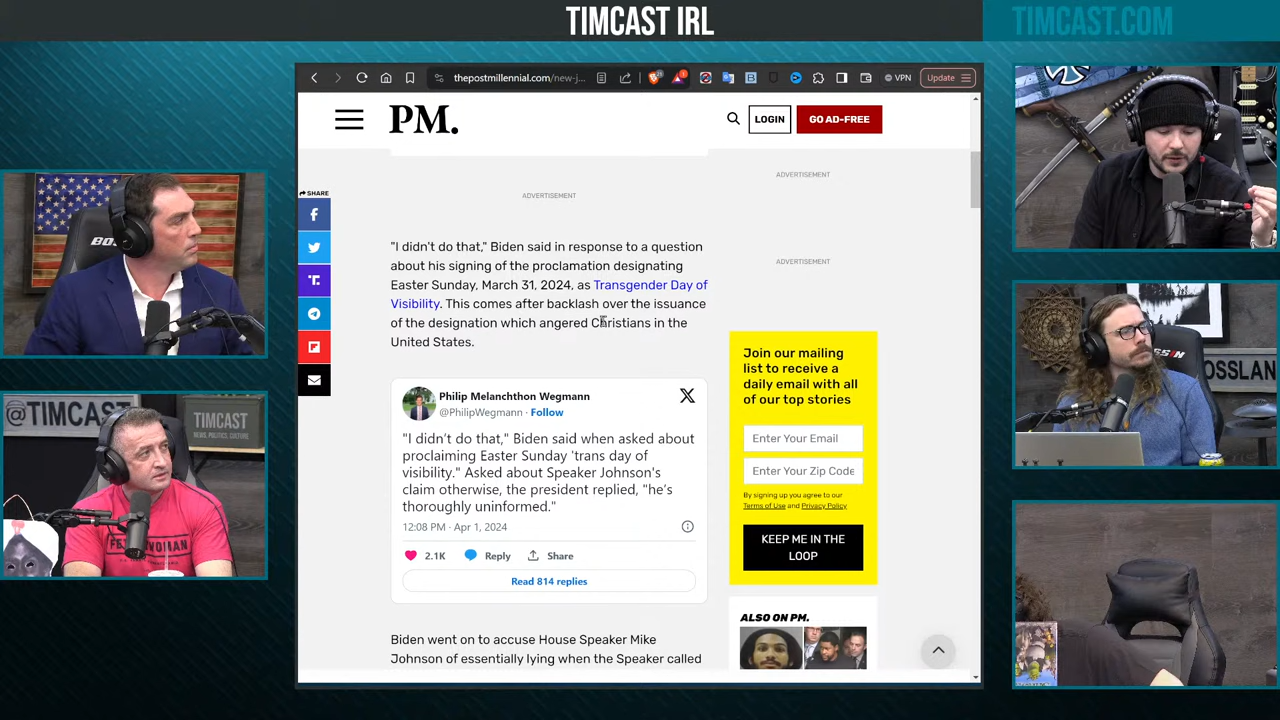 TIMCAST IRL
TIMCAST.COM
thepostmillennial.com/new-j...
VPN
Update
PM.
LOGIN
GO AD-FREE
SHARE
ADVERTISEMENT
ADVERTISEMENT
ADVERTISEMENT
"I didn't do that," Biden said in response to a question
about his signing of the proclamation designating
Easter Sunday, March 31, 2024, as Transgender Day of
Visibility. This comes after backlash over the issuance
of the designation which angered Christians in the
United States.
Philip Melanchthon Wegmann
@PhilipWegmann · Follow
"I didn't do that," Biden said when asked about
proclaiming Easter Sunday 'trans day of
visibility." Asked about Speaker Johnson's
claim otherwise, the president replied, "he's
thoroughly uninformed."
12:08 PM · Apr 1, 2024
2.1K Reply Share
Read 814 replies
Biden went on to accuse House Speaker Mike
Johnson of essentially lying when the Speaker called
Join our mailing
list to receive a
daily email with all
of our top stories
Enter Your Email
Enter Your Zip Code
By signing up you agree to our
Terms of Use and Privacy Policy
KEEP ME IN THE
LOOP
ALSO ON PM.
@TIMCAST
TIMCAST